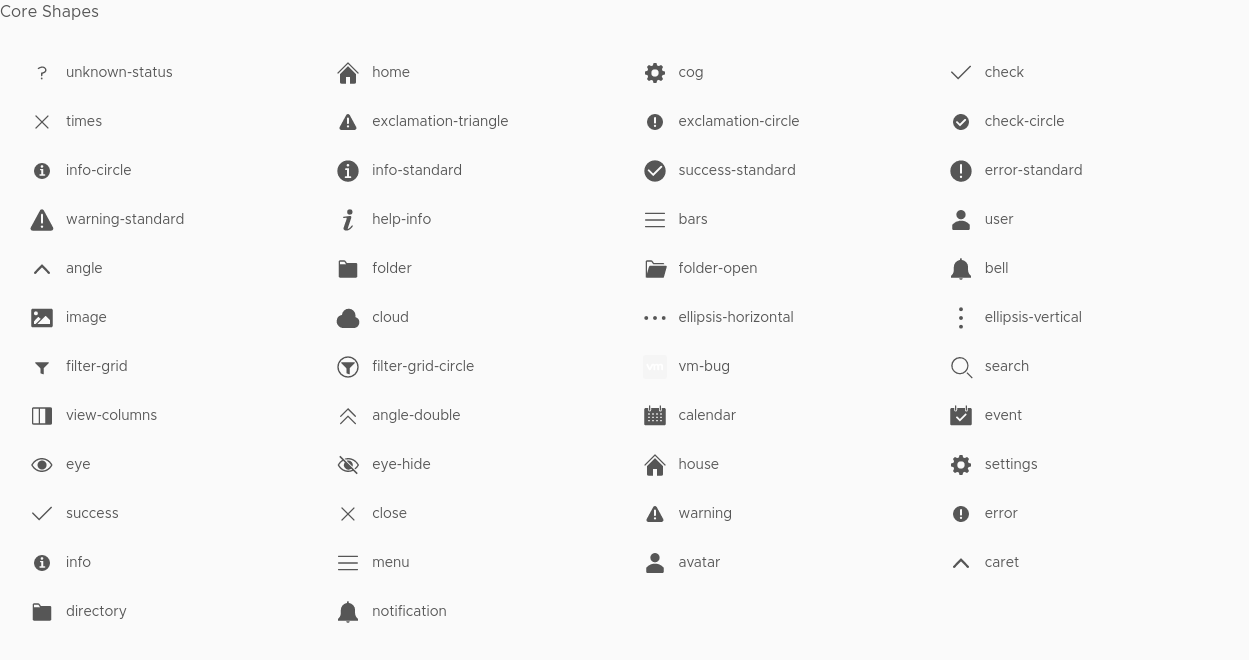 Core Shapes
unknown-status home cog check
times exclamation-triangle exclamation-circle check-circle
info-circle info-standard success-standard error-standard
warning-standard help-info bars user
angle folder folder-open bell
image cloud ellipsis-horizontal ellipsis-vertical
filter-grid filter-grid-circle vm vm-bug search
view-columns angle-double calendar event
eye eye-hide house settings
success close warning error
info menu avatar caret
directory notification